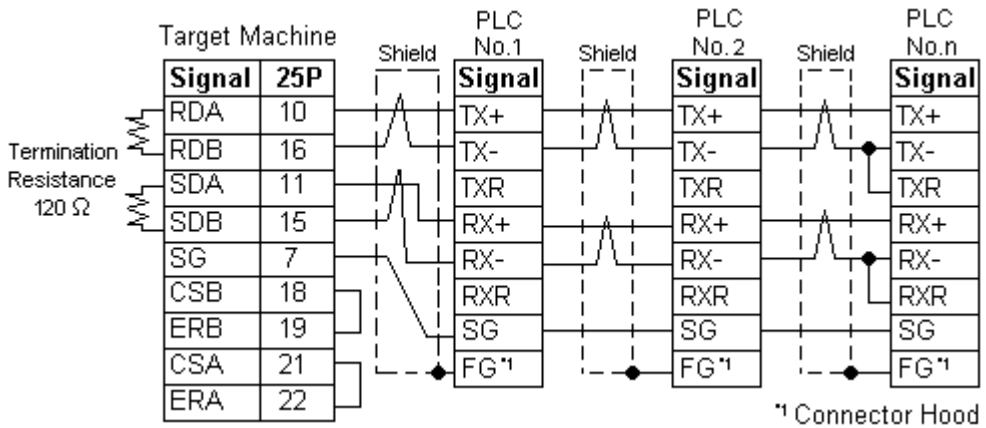 Target Machine
Shield
PLC
No.1
Shield
PLC
No.2
Shield
PLC
No.n
Signal 25P Signal Signal Signal
RDA 10 TX+ TX+ TX+
Termination
Resistance
120 Ω
RDB 16 TX- TX- TX-
SDA 11 TXR TXR TXR
SDB 15 RX+ RX+ RX+
SG 7 RX- RX- RX-
CSB 18 RXR RXR RXR
ERB 19 SG SG SG
CSA 21 FG*1 FG*1 FG*1
ERA 22
*1 Connector Hood